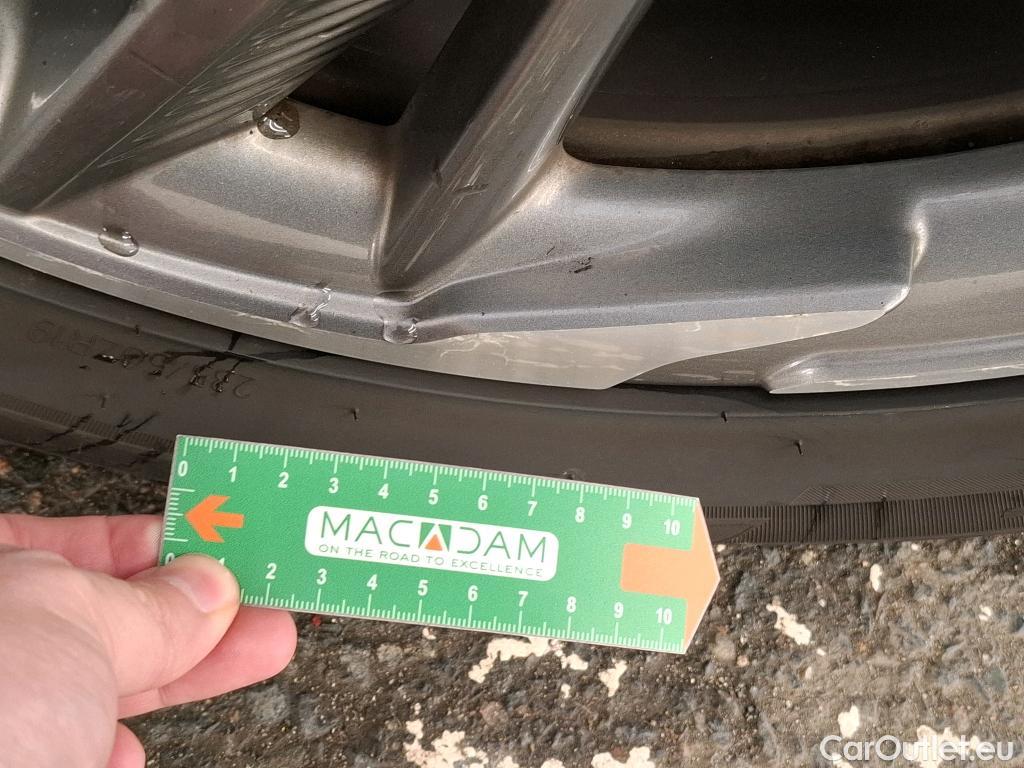 0 1 2 3 4 5 6 7 8 9 10
MACADAM
ON THE ROAD TO EXCELLENCE
0 1 2 3 4 5 6 7 8 9 10
CarOutlet.eu